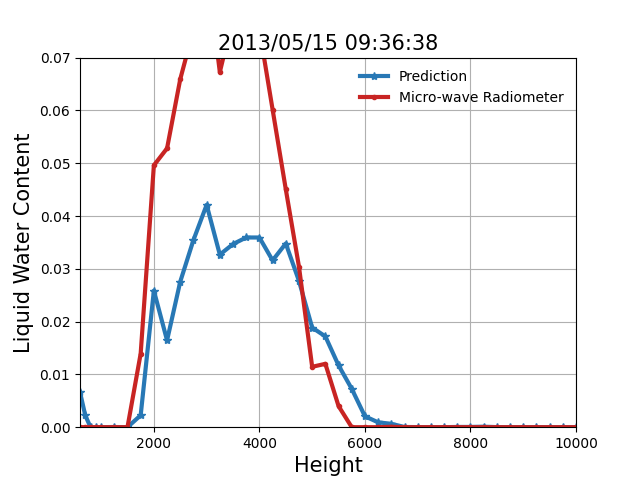 2013/05/15 09:36:38
Prediction
Micro-wave Radiometer
Liquid Water Content
0.07
0.06
0.05
0.04
0.03
0.02
0.01
0.00
2000 4000 6000 8000 10000
Height